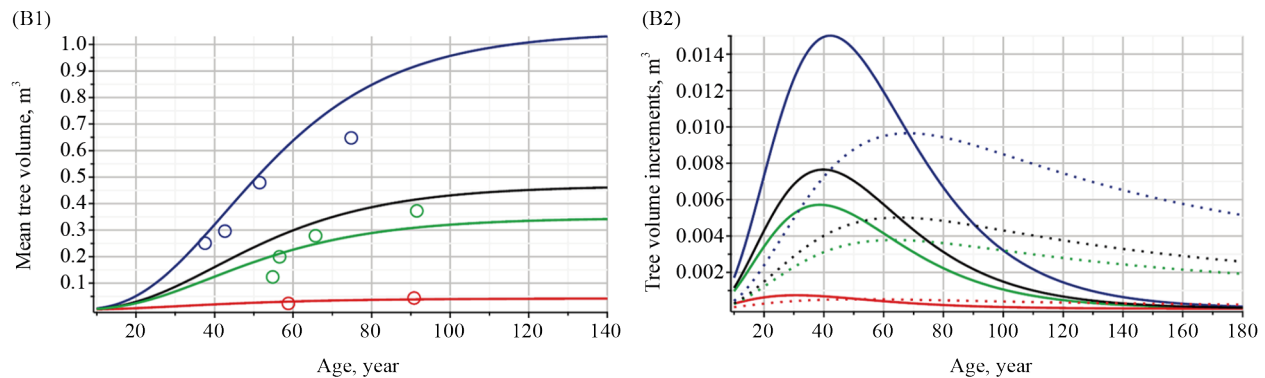 (B1)
Mean tree volume, m³
1.0
0.9
0.8
0.7
0.6
0.5
0.4
0.3
0.2
0.1
20 40 60 80 100 120 140
Age, year
(B2)
Tree volume increments, m³
0.014
0.012
0.010
0.008
0.006
0.004
0.002
20 40 60 80 100 120 140 160 180
Age, year